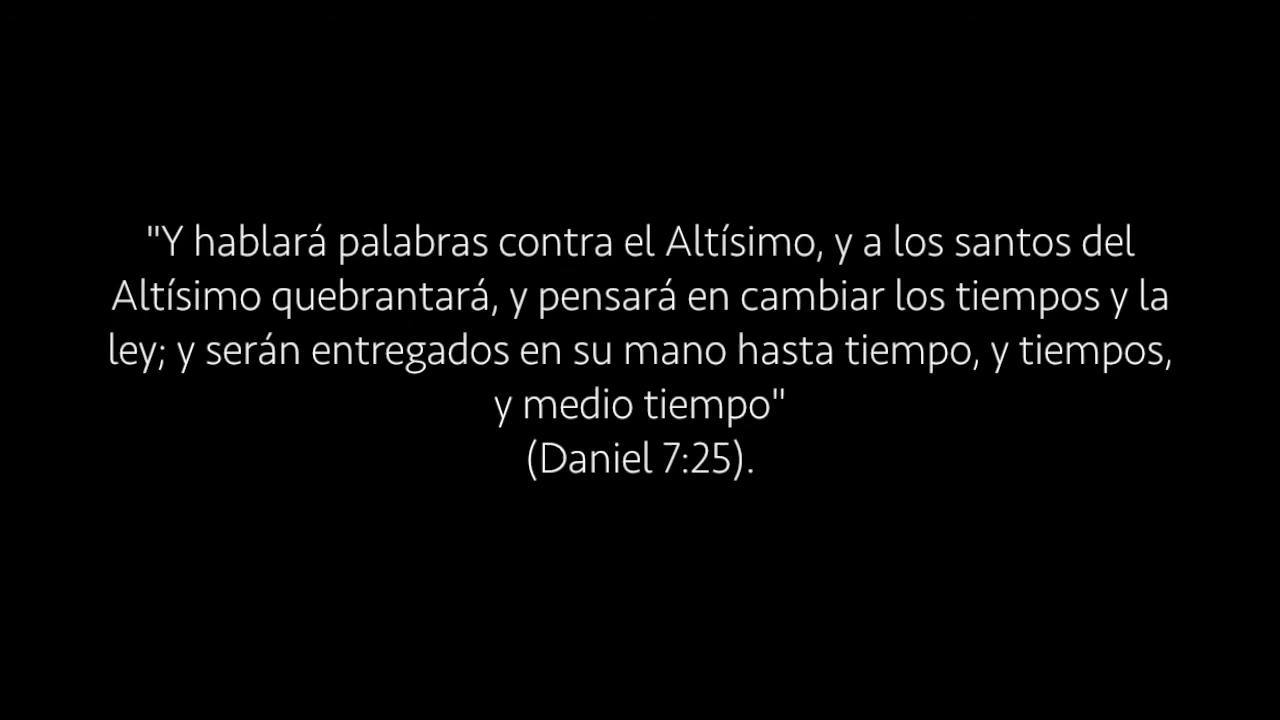 "Y hablará palabras contra el Altísimo, y a los santos del
Altísimo quebrantará, y pensará en cambiar los tiempos y la
ley; y serán entregados en su mano hasta tiempo, y tiempos,
y medio tiempo"
(Daniel 7:25).